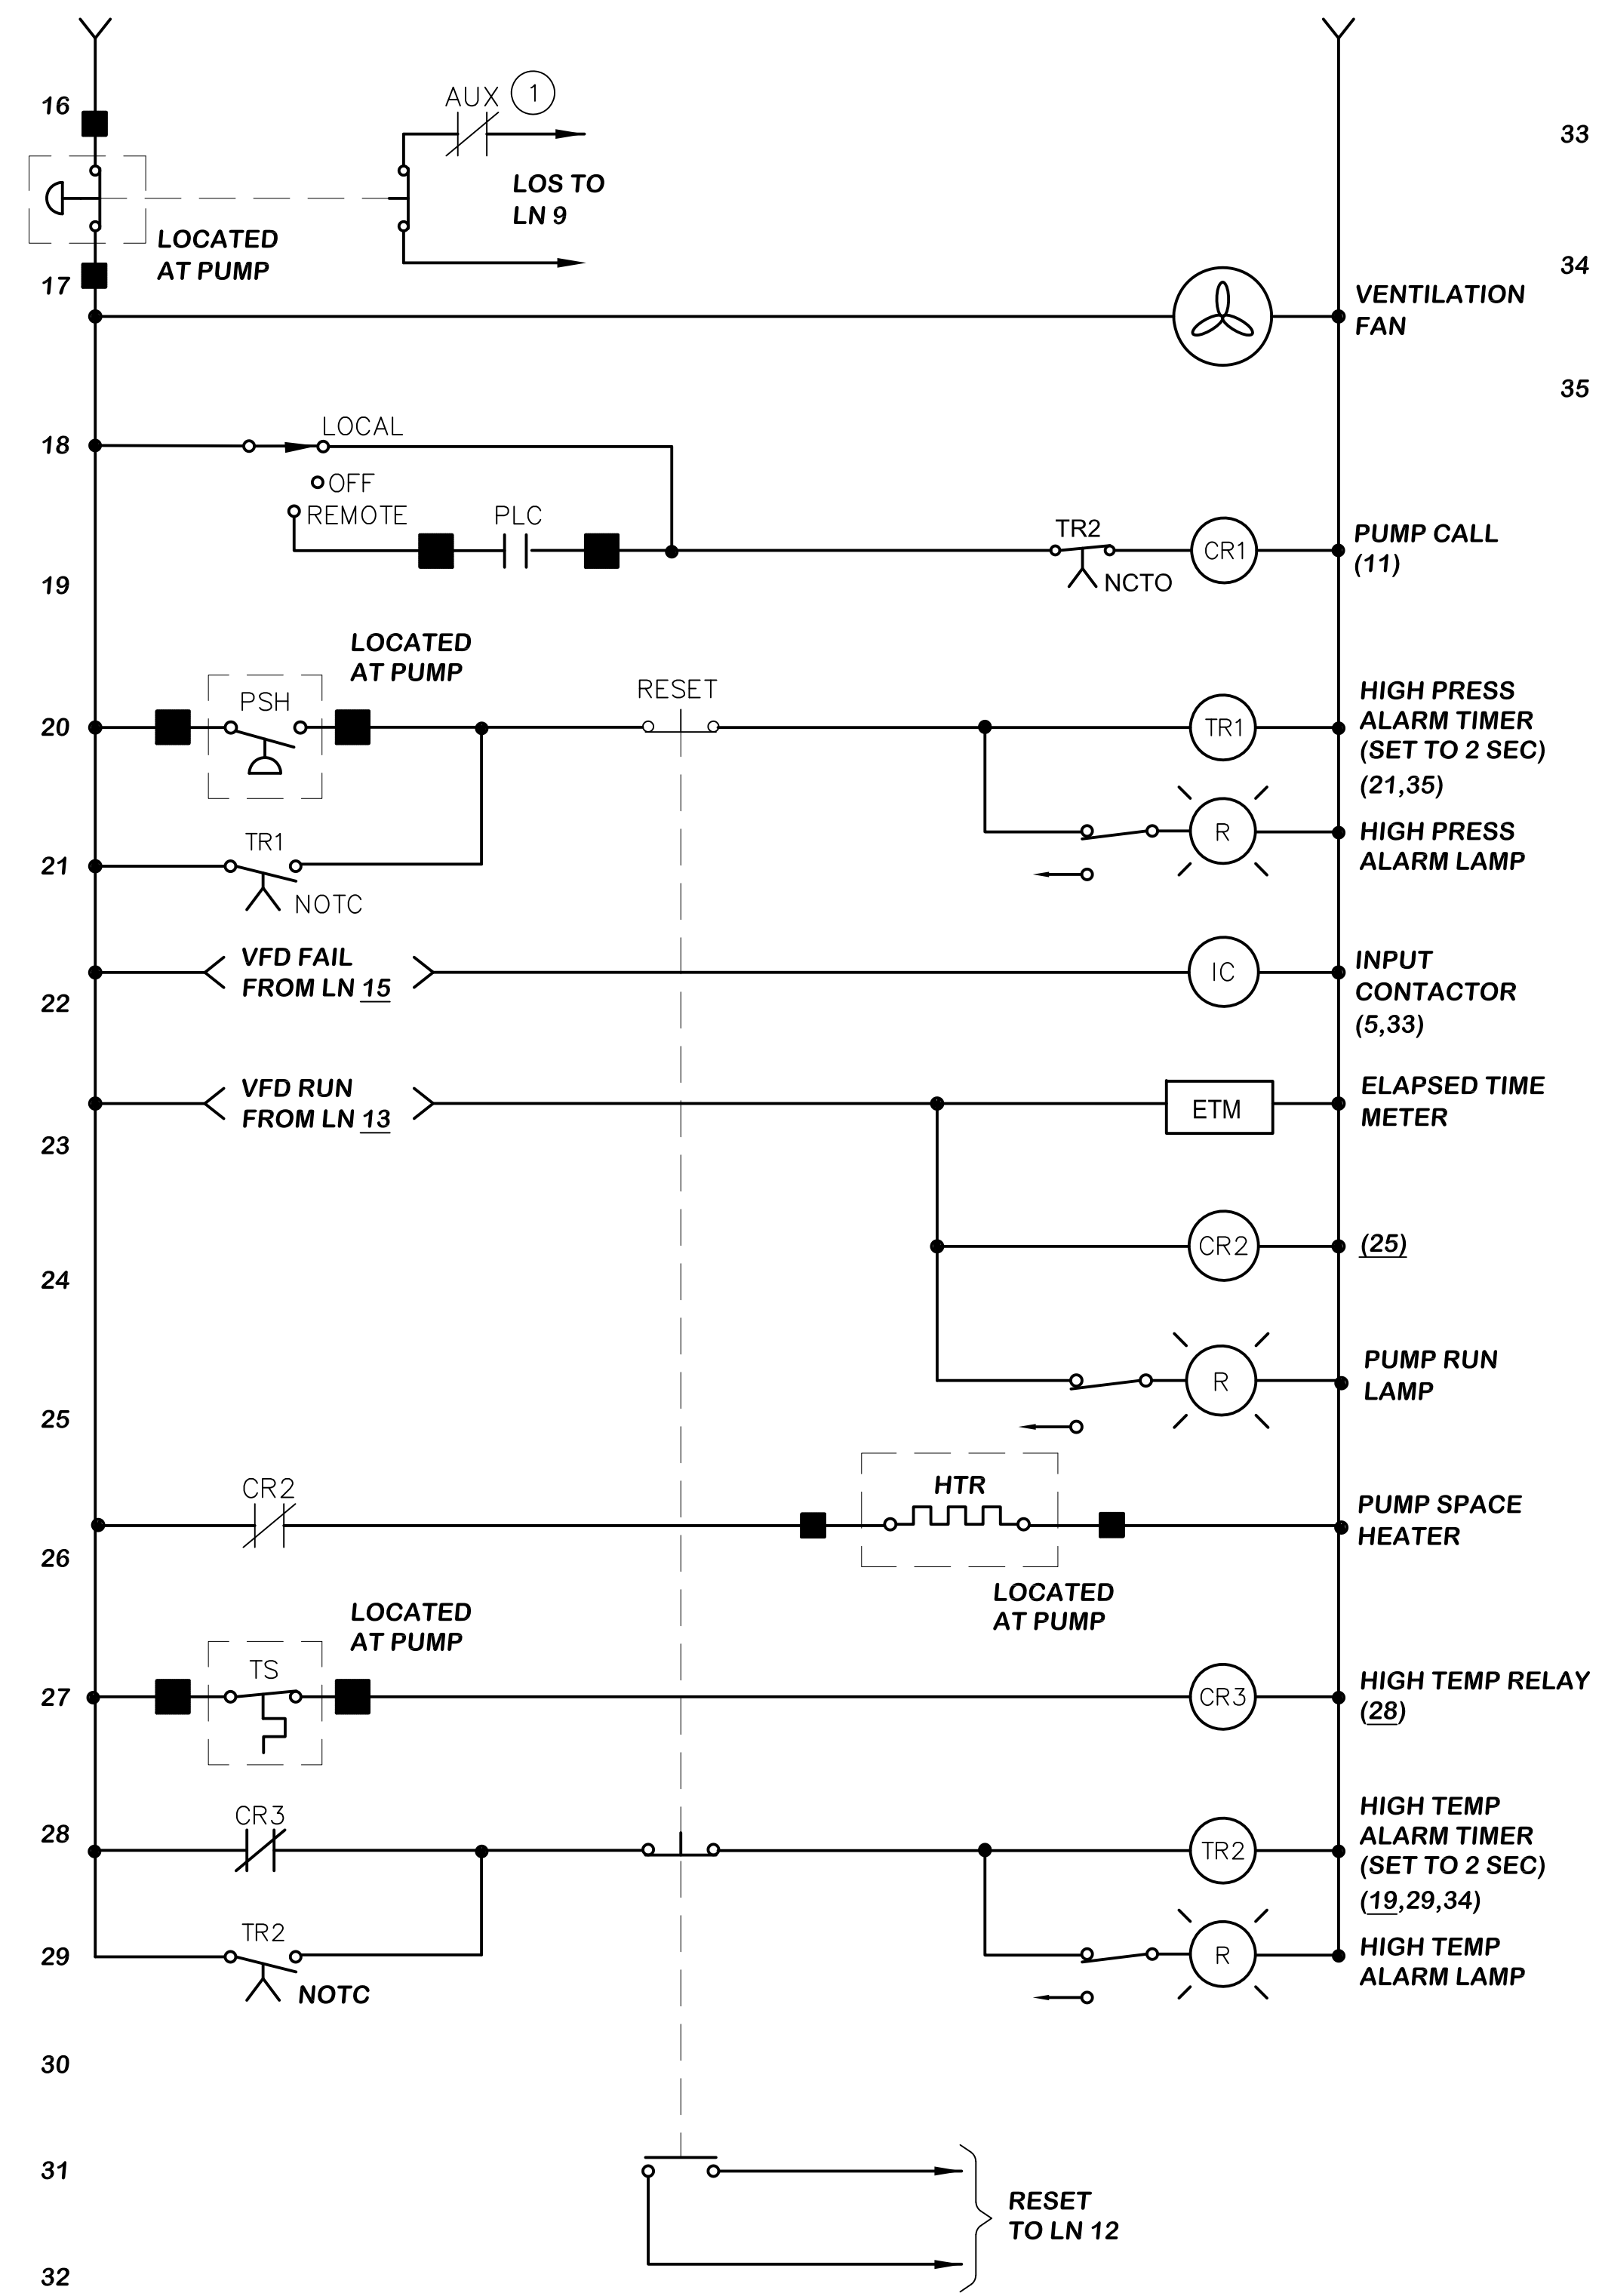 16
AUX 1
33
LOS TO
LN 9
LOCATED
AT PUMP
17
34
VENTILATION
FAN
35
18
LOCAL
OFF
REMOTE
PLC
TR2
NCTO
CR1
PUMP CALL
(11)
19
LOCATED
AT PUMP
20
PSH
RESET
TR1
HIGH PRESS
ALARM TIMER
(SET TO 2 SEC)
(21,35)
21
TR1
NOTC
R
HIGH PRESS
ALARM LAMP
VFD FAIL
FROM LN 15
IC
INPUT
CONTACTOR
(5,33)
22
VFD RUN
FROM LN 13
ETM
ELAPSED TIME
METER
23
CR2
(25)
24
R
PUMP RUN
LAMP
25
CR2
HTR
PUMP SPACE
HEATER
26
LOCATED
AT PUMP
LOCATED
AT PUMP
27
TS
CR3
HIGH TEMP RELAY
(28)
28
CR3
TR2
HIGH TEMP
ALARM TIMER
(SET TO 2 SEC)
(19,29,34)
29
TR2
NOTC
R
HIGH TEMP
ALARM LAMP
30
31
RESET
TO LN 12
32